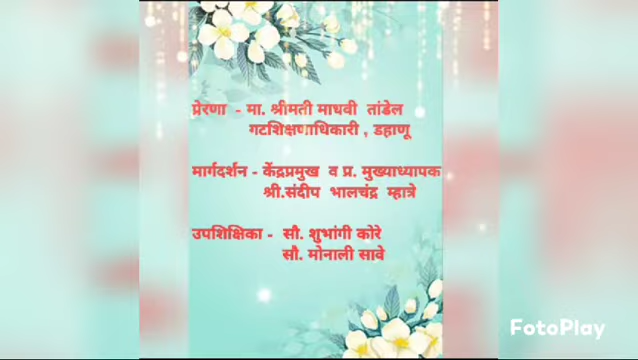 प्रेरणा - मा. श्रीमती माधवी तांडेल
गटशिक्षणाधिकारी , डहाणू
मार्गदर्शन - केंद्रप्रमुख व प्र. मुख्याध्यापक
श्री.संदीप भालचंद्र म्हात्रे
उपशिक्षिका - सौ. शुभांगी कोरे
सौ. मोनाली सावे
FotoPlay